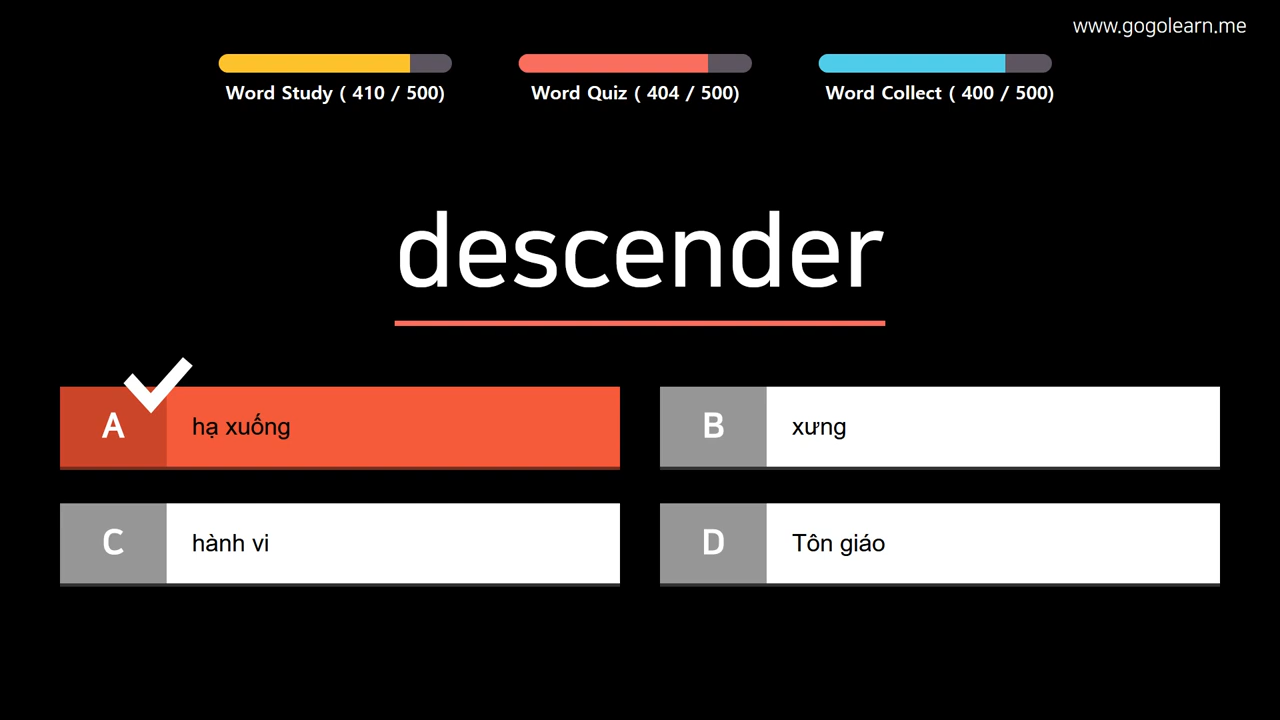 www.gogolearn.me
Word Study ( 410 / 500)
Word Quiz ( 404 / 500)
Word Collect ( 400 / 500)
descender
A hạ xuống
B xưng
C hành vi
D Tôn giáo